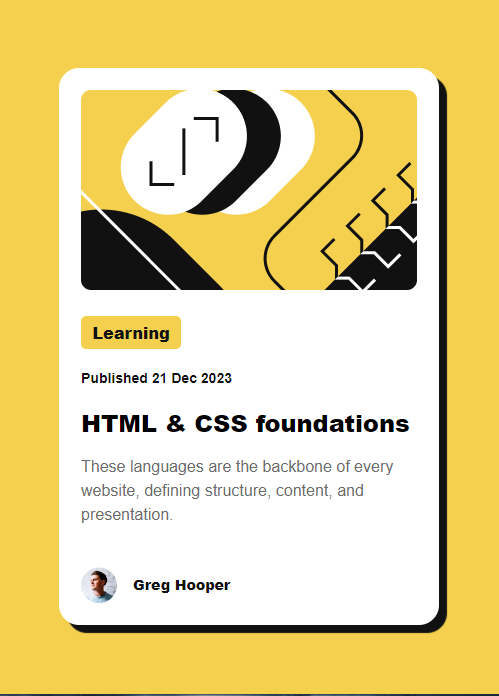 Learning
Published 21 Dec 2023
HTML & CSS foundations
These languages are the backbone of every
website, defining structure, content, and
presentation.
Greg Hooper